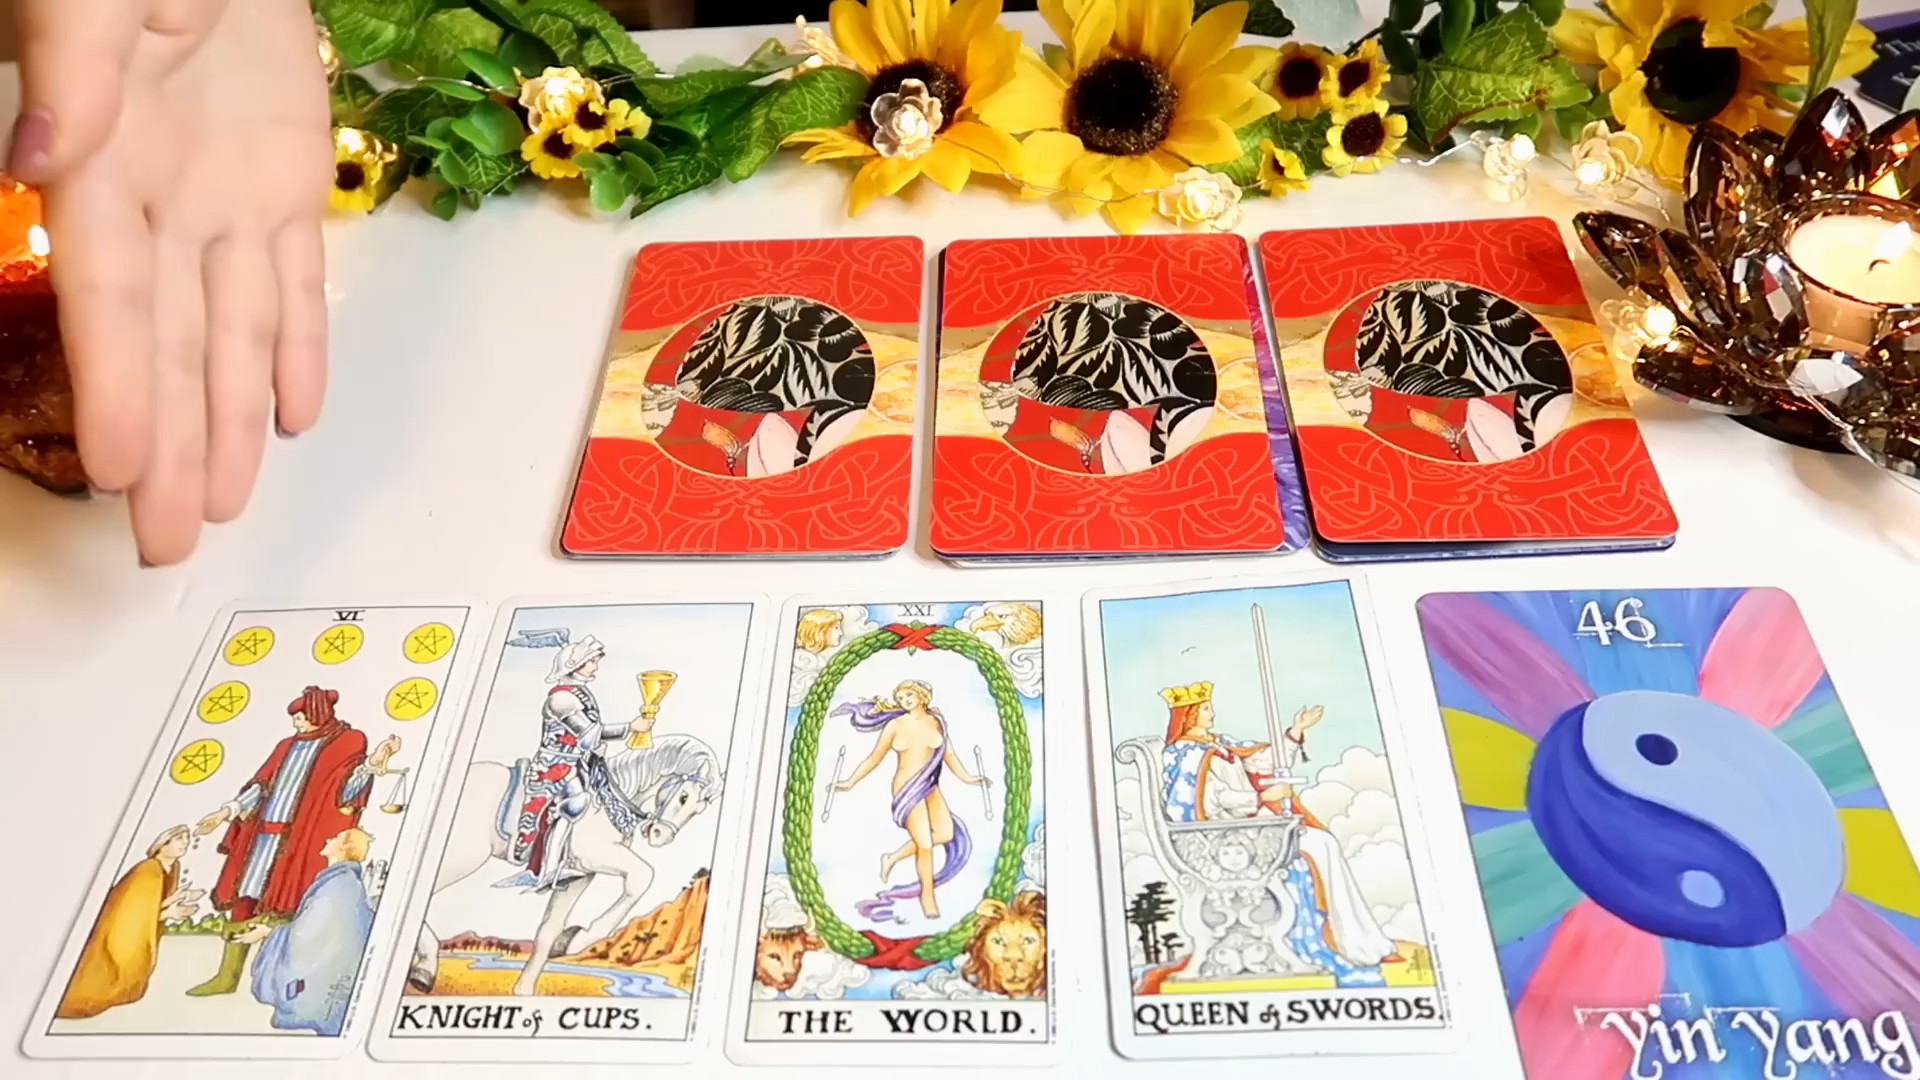 VI
KNIGHT of CUPS.
XXI
THE WORLD.
QUEEN of SWORDS.
46
Yin Yang